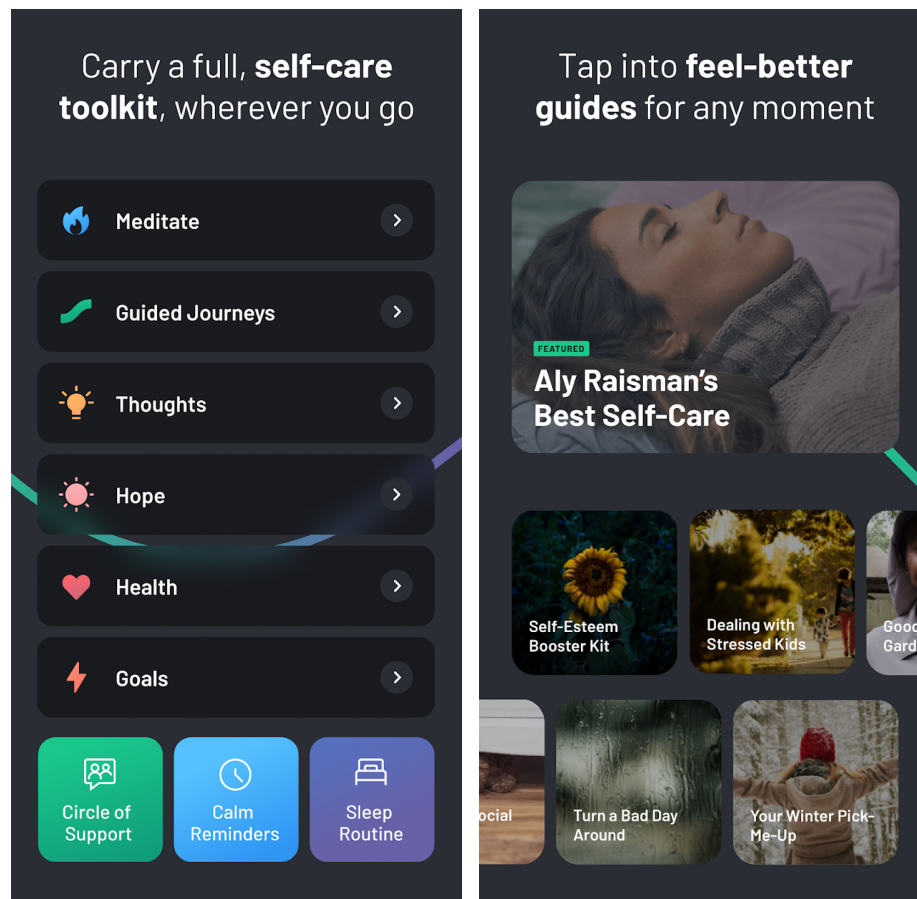 Carry a full, self-care
toolkit, wherever you go
Meditate
Guided Journeys
Thoughts
Hope
Health
Goals
Circle of
Support
Calm
Reminders
Sleep
Routine
Tap into feel-better
guides for any moment
FEATURED
Aly Raisman’s
Best Self-Care
Self-Esteem
Booster Kit
Dealing with
Stressed Kids
Turn a Bad Day
Around
Your Winter Pick-
Me-Up